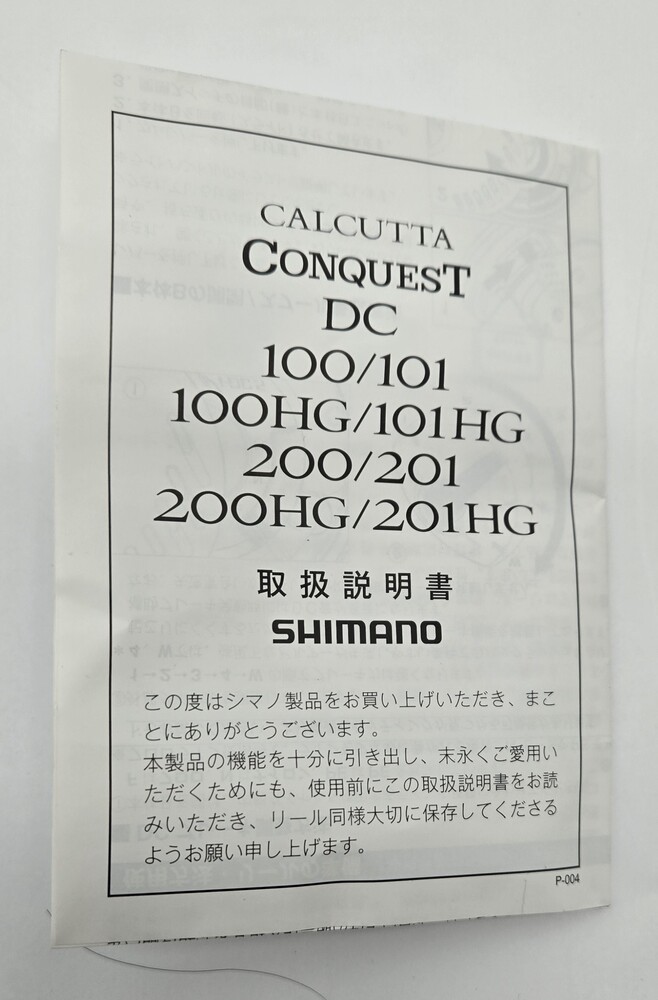 CALCUTTA
CONQUEST
DC
100/101
100HG/101HG
200/201
200HG/201HG
取扱説明書
SHIMANO
この度はシマノ製品をお買い上げいただき、まこ
とにありがとうございます。
本製品の機能を十分に引き出し、末永くご愛用い
ただくためにも、使用前にこの取扱説明書をお読
みいただき、リール同様大切に保存してくださる
ようお願い申し上げます。
P-004